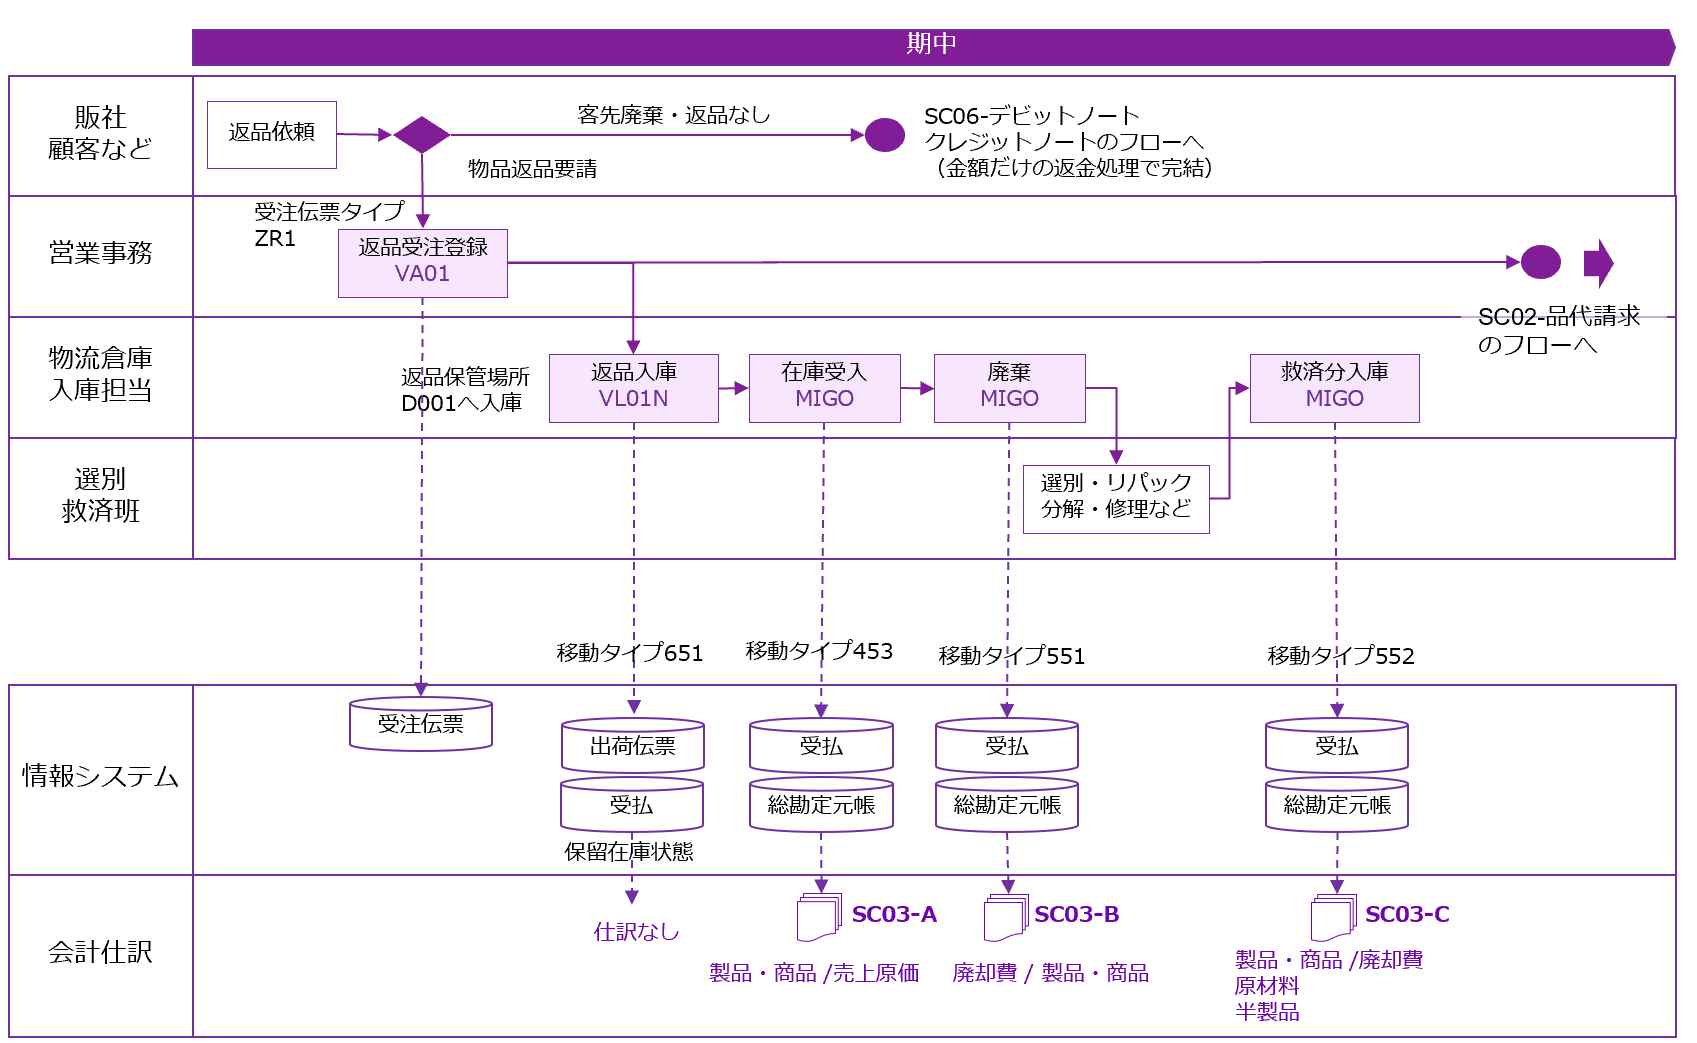 期中
販社
顧客など
返品依頼
客先廃棄・返品なし
物品返品要請
SC06-デビットノート
クレジットノートのフローへ
（金額だけの返金処理で完結）
営業事務
受注伝票タイプ
ZR1
返品受注登録
VA01
SC02-品代請求
のフローへ
物流倉庫
入庫担当
返品保管場所
D001へ入庫
返品入庫
VL01N
在庫受入
MIGO
廃棄
MIGO
救済分入庫
MIGO
選別
救済班
選別・リパック
分解・修理など
移動タイプ651
移動タイプ453
移動タイプ551
移動タイプ552
情報システム
受注伝票
出荷伝票
受払
保留在庫状態
受払
総勘定元帳
受払
総勘定元帳
受払
総勘定元帳
会計仕訳
仕訳なし
SC03-A
製品・商品 /売上原価
SC03-B
廃却費 / 製品・商品
SC03-C
製品・商品 /廃却費
原材料
半製品